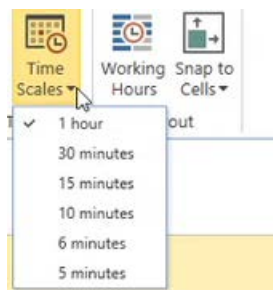 Time
Scales
Working
Hours
Snap to
Cells
1 hour
out
30 minutes
15 minutes
10 minutes
6 minutes
5 minutes